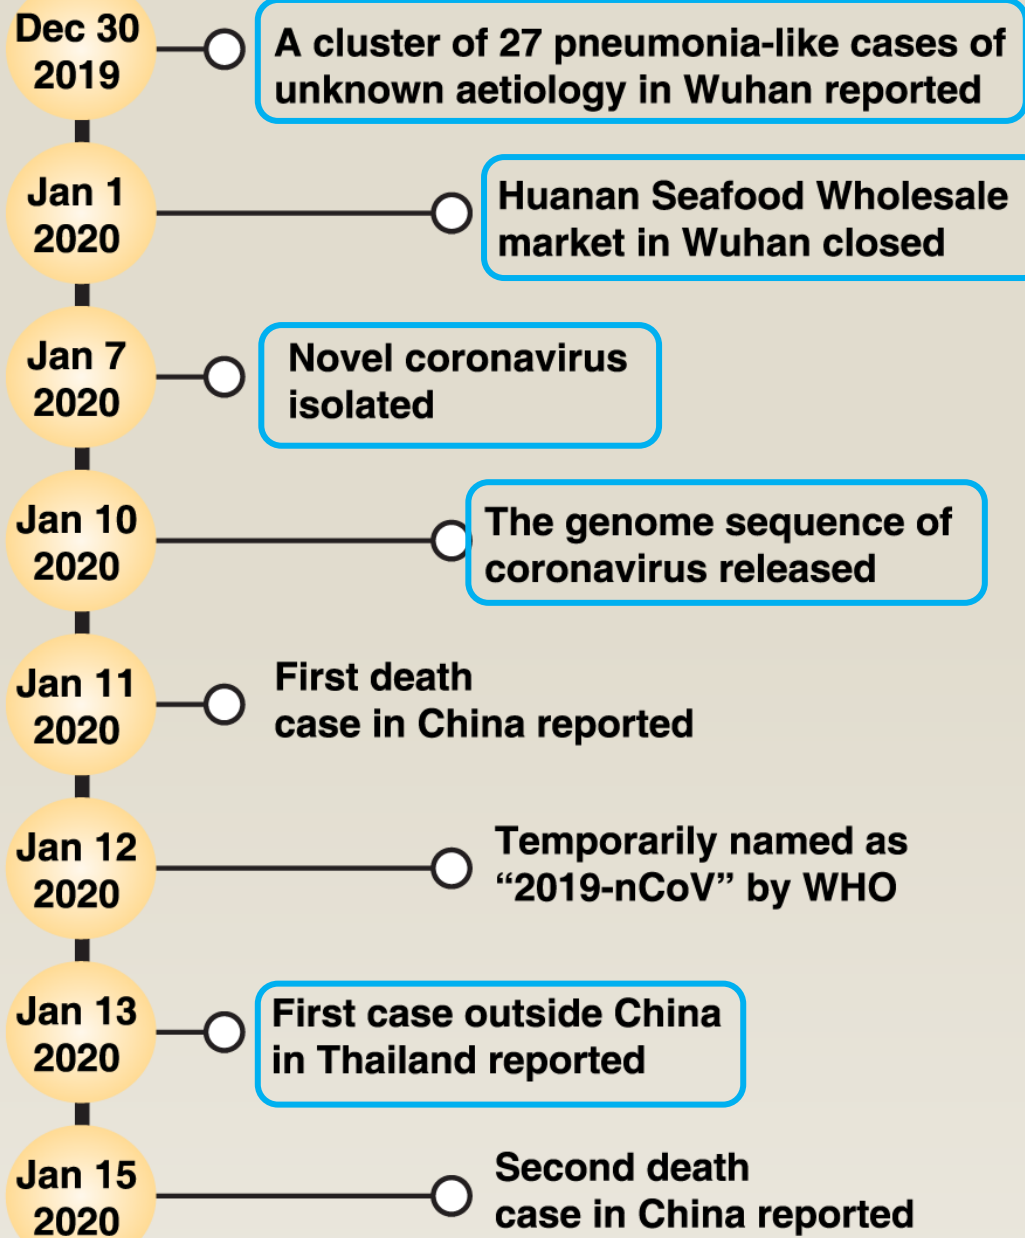 Dec 30
2019
A cluster of 27 pneumonia-like cases of
unknown aetiology in Wuhan reported
Jan 1
2020
Huanan Seafood Wholesale
market in Wuhan closed
Jan 7
2020
Novel coronavirus
isolated
Jan 10
2020
The genome sequence of
coronavirus released
Jan 11
2020
First death
case in China reported
Jan 12
2020
Temporarily named as
“2019-nCoV” by WHO
Jan 13
2020
First case outside China
in Thailand reported
Jan 15
2020
Second death
case in China reported